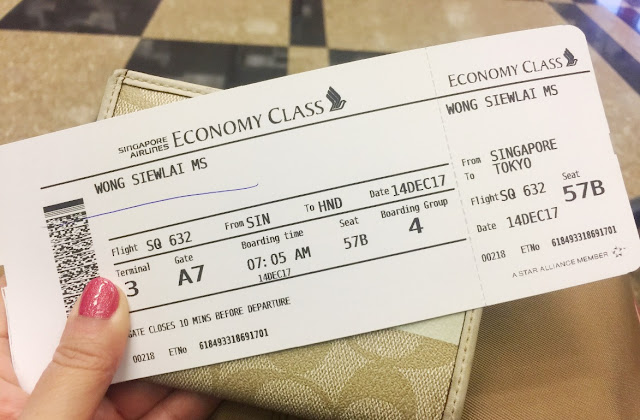 SINGAPORE AIRLINES ECONOMY CLASS
WONG SIEWLAI MS
Flight SQ 632 From SIN To HND Date 14DEC17
Terminal Gate Boarding time Seat Boarding Group
3 A7 07:05 AM 57B 4
14DEC17
GATE CLOSES 10 MINS BEFORE DEPARTURE
00218 ETNo 618493318691701
ECONOMY CLASS
WONG SIEWLAI MS
From SINGAPORE
To TOKYO
Flight SQ 632 Seat 57B
Date 14DEC17
00218 ETNo 618493318691701
A STAR ALLIANCE MEMBER